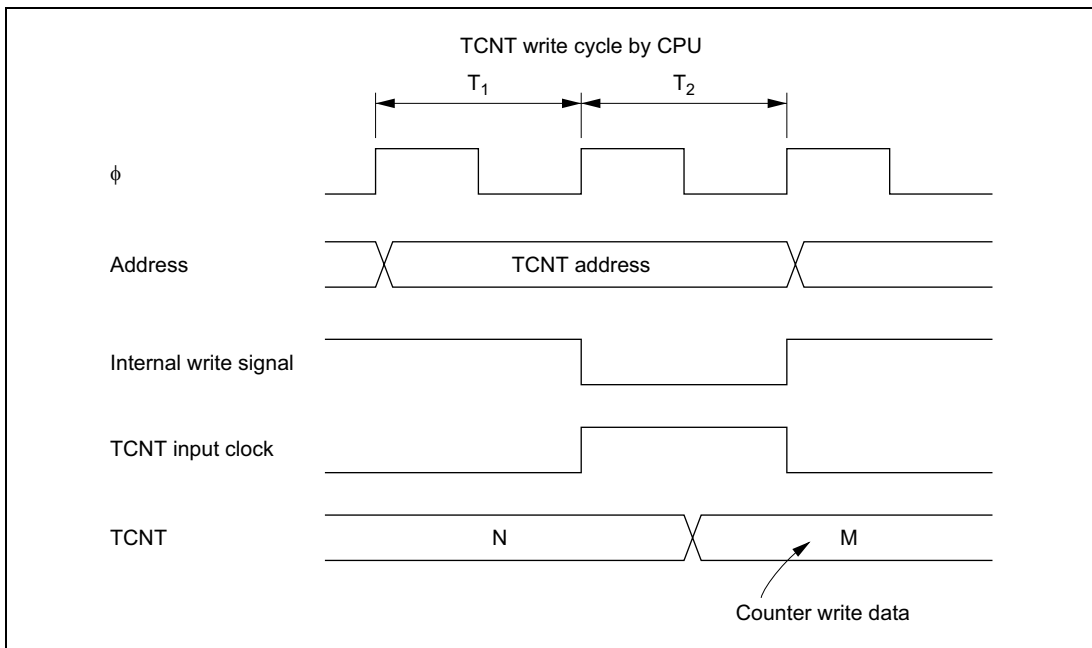 TCNT write cycle by CPU
T1 T2
ϕ
Address TCNT address
Internal write signal
TCNT input clock
TCNT N M
Counter write data